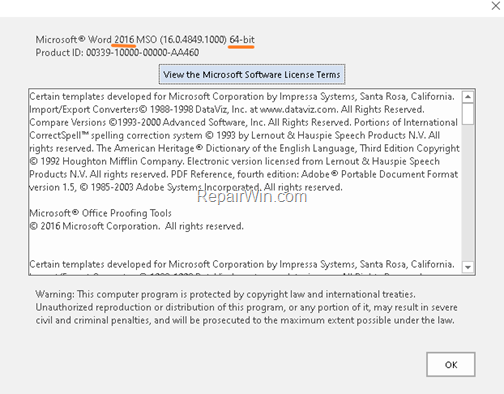 Microsoft® Word 2016 MSO (16.0.4849.1000) 64-bit
Product ID: 00339-10000-00000-AA460
View the Microsoft Software License Terms
Certain templates developed for Microsoft Corporation by Impressa Systems, Santa Rosa, California.
Import/Export Converters© 1988-1998 DataViz, Inc. at www.dataviz.com. All Rights Reserved.
Compare Versions ©1993-2000 Advanced Software, Inc. All Rights Reserved. Portions of International
CorrectSpell™ spelling correction system © 1993 by Lernout & Hauspie Speech Products N.V. All
rights reserved. The American Heritage® Dictionary of the English Language, Third Edition Copyright
© 1992 Houghton Mifflin Company. Electronic version licensed from Lernout & Hauspie Speech
Products N.V. All rights reserved. PDF Reference, fourth edition: Adobe® Portable Document Format
version 1.5, © 1985-2003 Adobe Systems Incorporated. All rights reserved.
RepairWin.com
Microsoft® Office Proofing Tools
© 2016 Microsoft Corporation. All rights reserved.
Certain templates developed for Microsoft Corporation by Impressa Systems, Santa Rosa, California.
Warning: This computer program is protected by copyright law and international treaties.
Unauthorized reproduction or distribution of this program, or any portion of it, may result in severe
civil and criminal penalties, and will be prosecuted to the maximum extent possible under the law.
OK